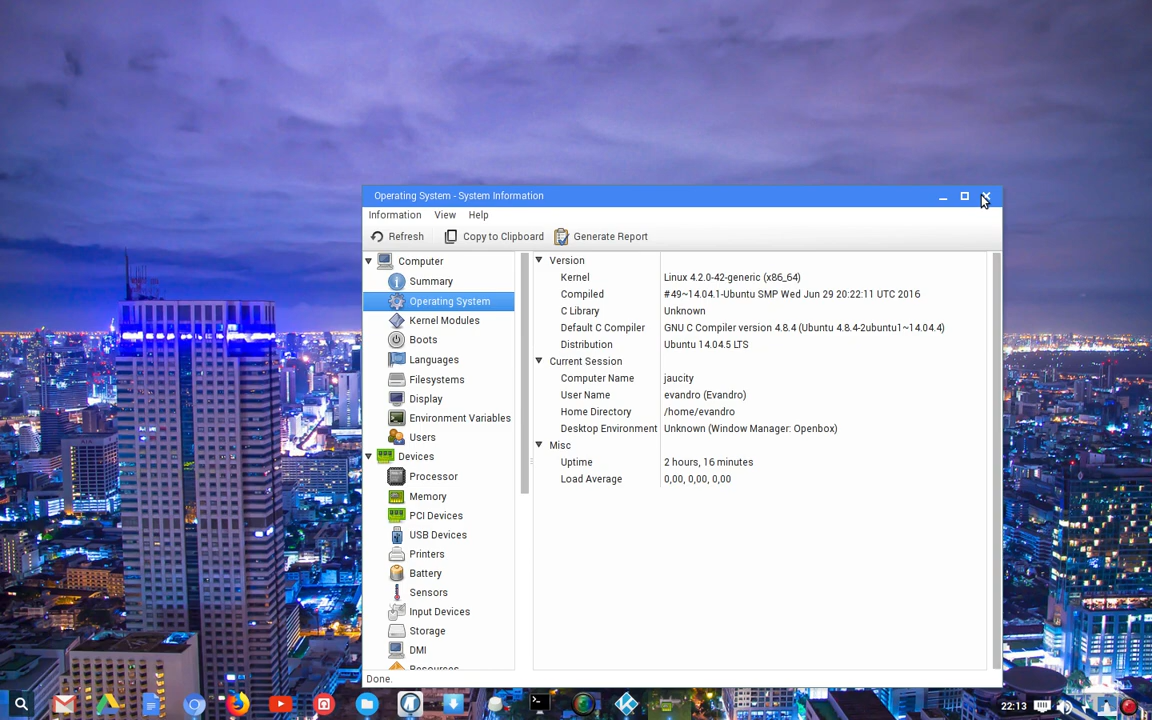 Operating System - System Information
Information View Help
Refresh Copy to Clipboard Generate Report
Computer
Summary
Operating System
Kernel Modules
Boots
Languages
Filesystems
Display
Environment Variables
Users
Devices
Processor
Memory
PCI Devices
USB Devices
Printers
Battery
Sensors
Input Devices
Storage
DMI
Resources
Version
Kernel Linux 4.2.0-42-generic (x86_64)
Compiled #49~14.04.1-Ubuntu SMP Wed Jun 29 20:22:11 UTC 2016
C Library Unknown
Default C Compiler GNU C Compiler version 4.8.4 (Ubuntu 4.8.4-2ubuntu1~14.04.4)
Distribution Ubuntu 14.04.5 LTS
Current Session
Computer Name jaucity
User Name evandro (Evandro)
Home Directory /home/evandro
Desktop Environment Unknown (Window Manager: Openbox)
Misc
Uptime 2 hours, 16 minutes
Load Average 0,00, 0,00, 0,00
Done.
22:13